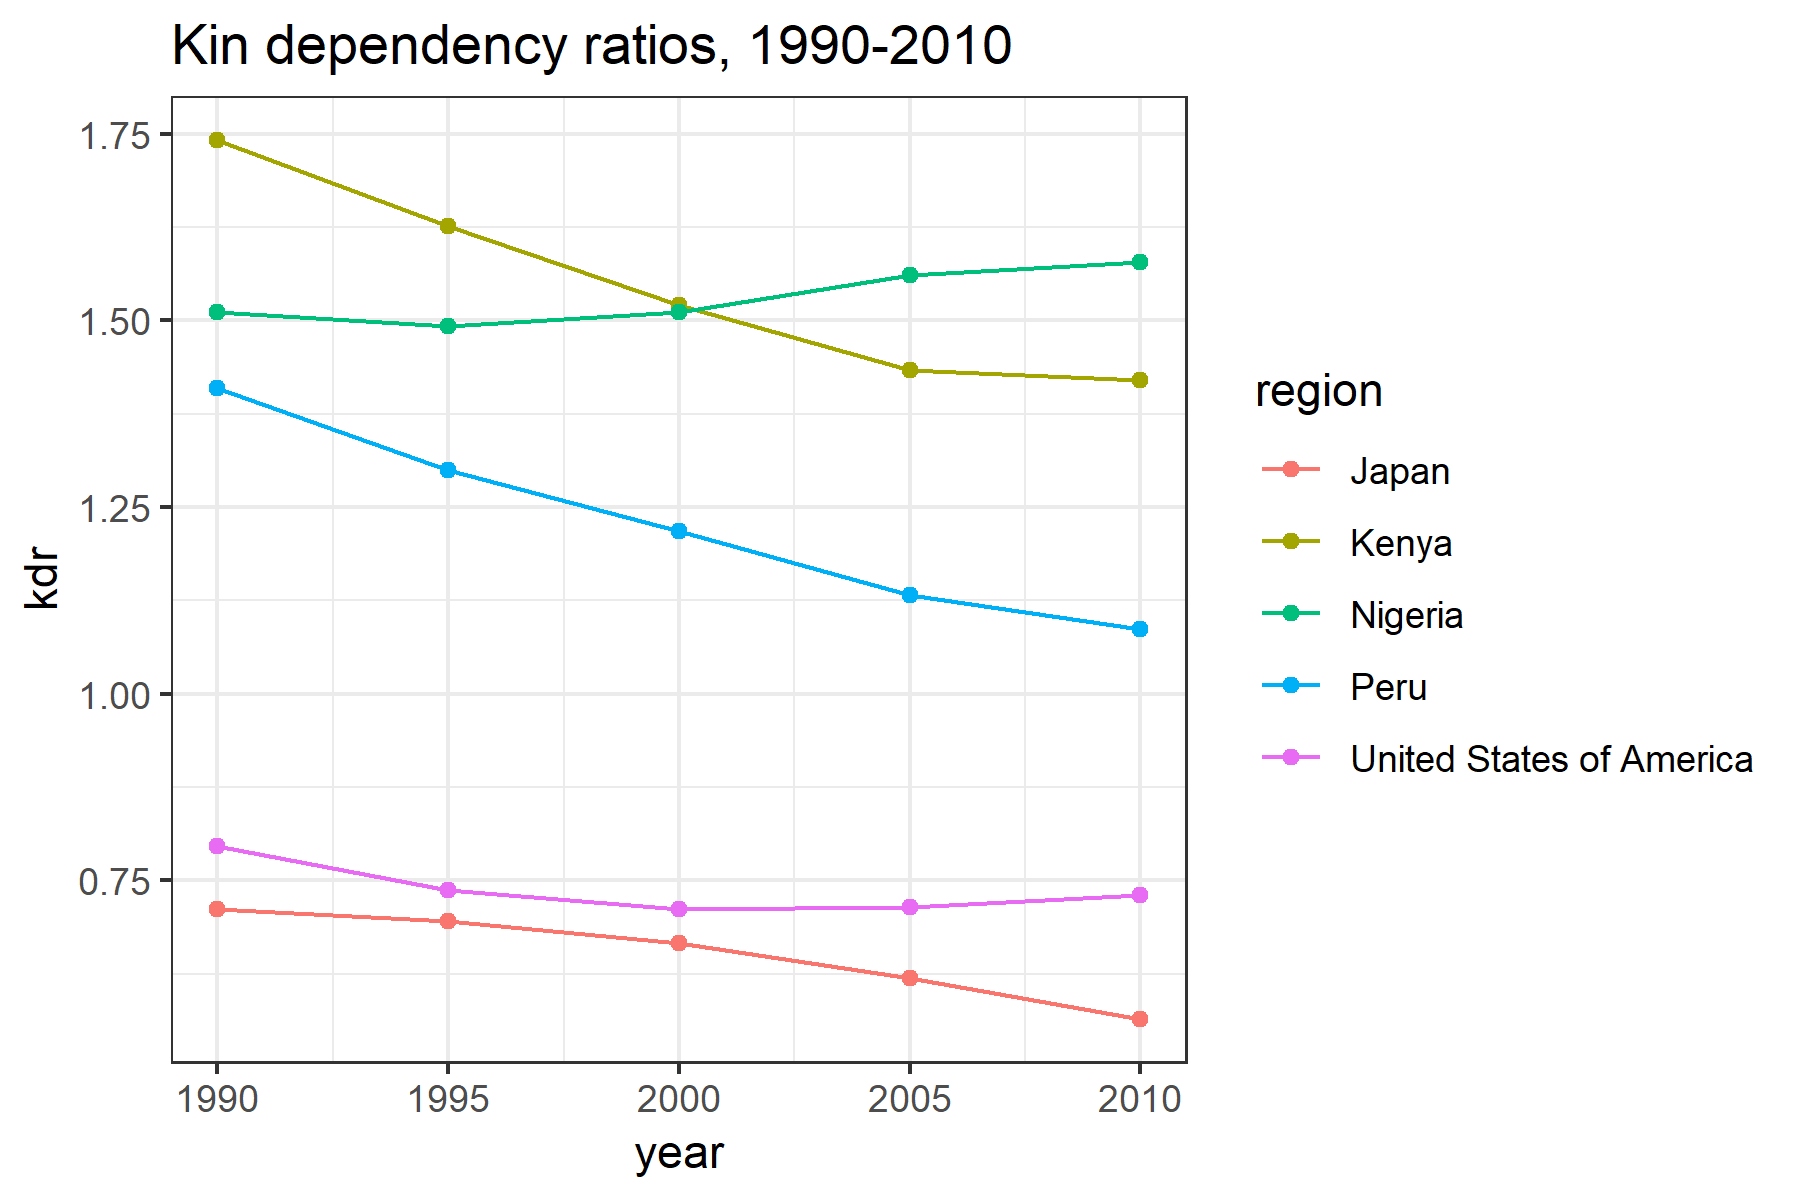 Kin dependency ratios, 1990-2010
1.75
1.50
1.25
1.00
0.75
kdr
1990 1995 2000 2005 2010
year
region
Japan
Kenya
Nigeria
Peru
United States of America